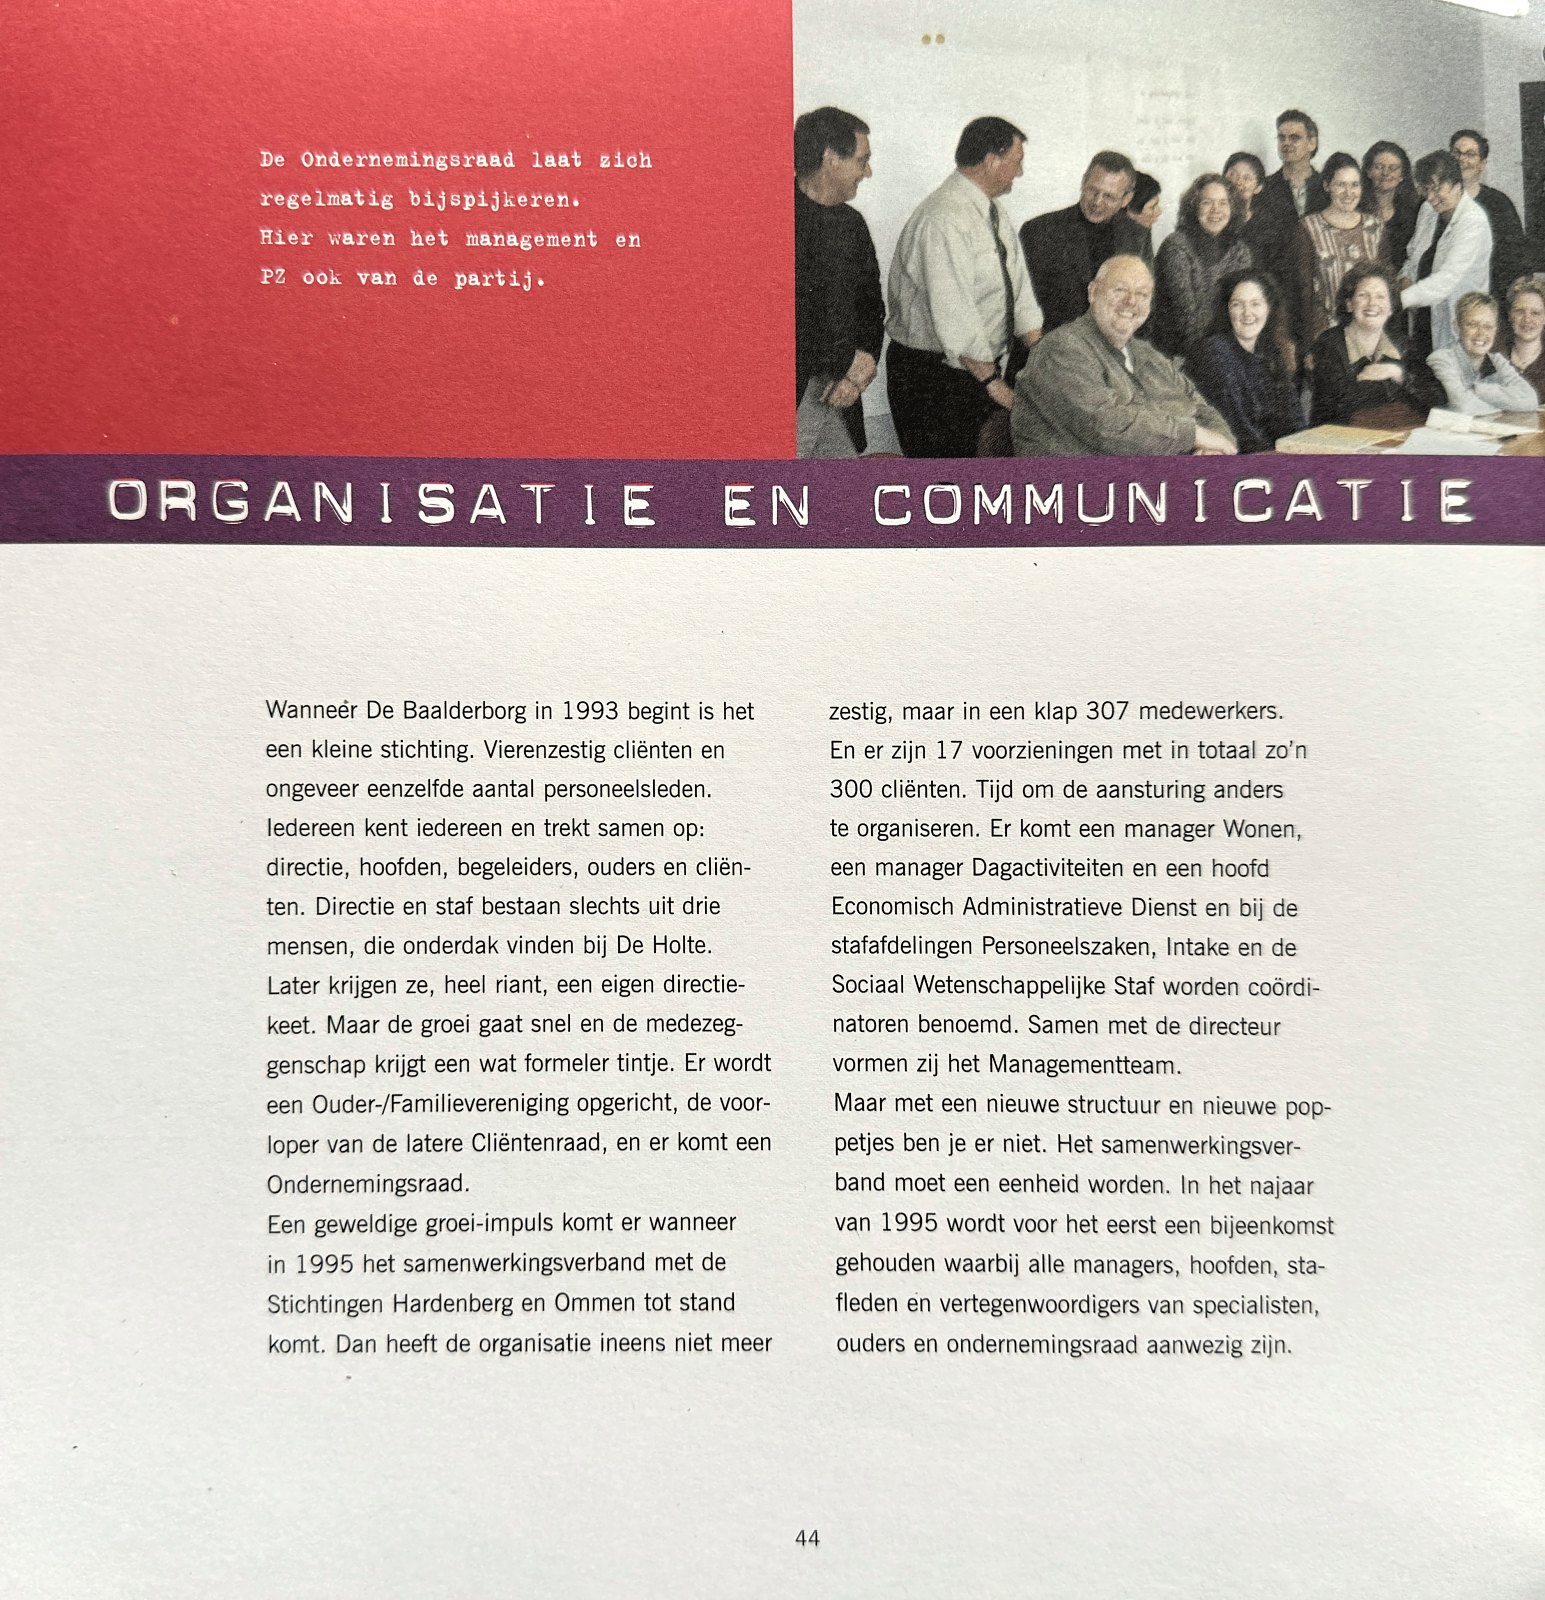 De Ondernemingsraad laat zich
regelmatig bijspijkeren.
Hier waren het management en
PZ ook van de partij.
ORGANISATIE EN COMMUNICATIE
Wanneer De Baalderborg in 1993 begint is het
een kleine stichting. Vierenzestig cliënten en
ongeveer eenzelfde aantal personeelsleden.
Iedereen kent iedereen en trekt samen op:
directie, hoofden, begeleiders, ouders en cliën-
ten. Directie en staf bestaan slechts uit drie
mensen, die onderdak vinden bij De Holte.
Later krijgen ze, heel riant, een eigen directie-
keet. Maar de groei gaat snel en de medezeg-
genschap krijgt een wat formeler tintje. Er wordt
een Ouder-/Familievereniging opgericht, de voor-
loper van de latere Cliëntenraad, en er komt een
Ondernemingsraad.
Een geweldige groei-impuls komt er wanneer
in 1995 het samenwerkingsverband met de
Stichtingen Hardenberg en Ommen tot stand
komt. Dan heeft de organisatie ineens niet meer
zestig, maar in een klap 307 medewerkers.
En er zijn 17 voorzieningen met in totaal zo'n
300 cliënten. Tijd om de aansturing anders
te organiseren. Er komt een manager Wonen,
een manager Dagactiviteiten en een hoofd
Economisch Administratieve Dienst en bij de
stafafdelingen Personeelszaken, Intake en de
Sociaal Wetenschappelijke Staf worden coördi-
natoren benoemd. Samen met de directeur
vormen zij het Managementteam.
Maar met een nieuwe structuur en nieuwe pop-
petjes ben je er niet. Het samenwerkingsver-
band moet een eenheid worden. In het najaar
van 1995 wordt voor het eerst een bijeenkomst
gehouden waarbij alle managers, hoofden, sta-
fleden en vertegenwoordigers van specialisten,
ouders en ondernemingsraad aanwezig zijn.
44